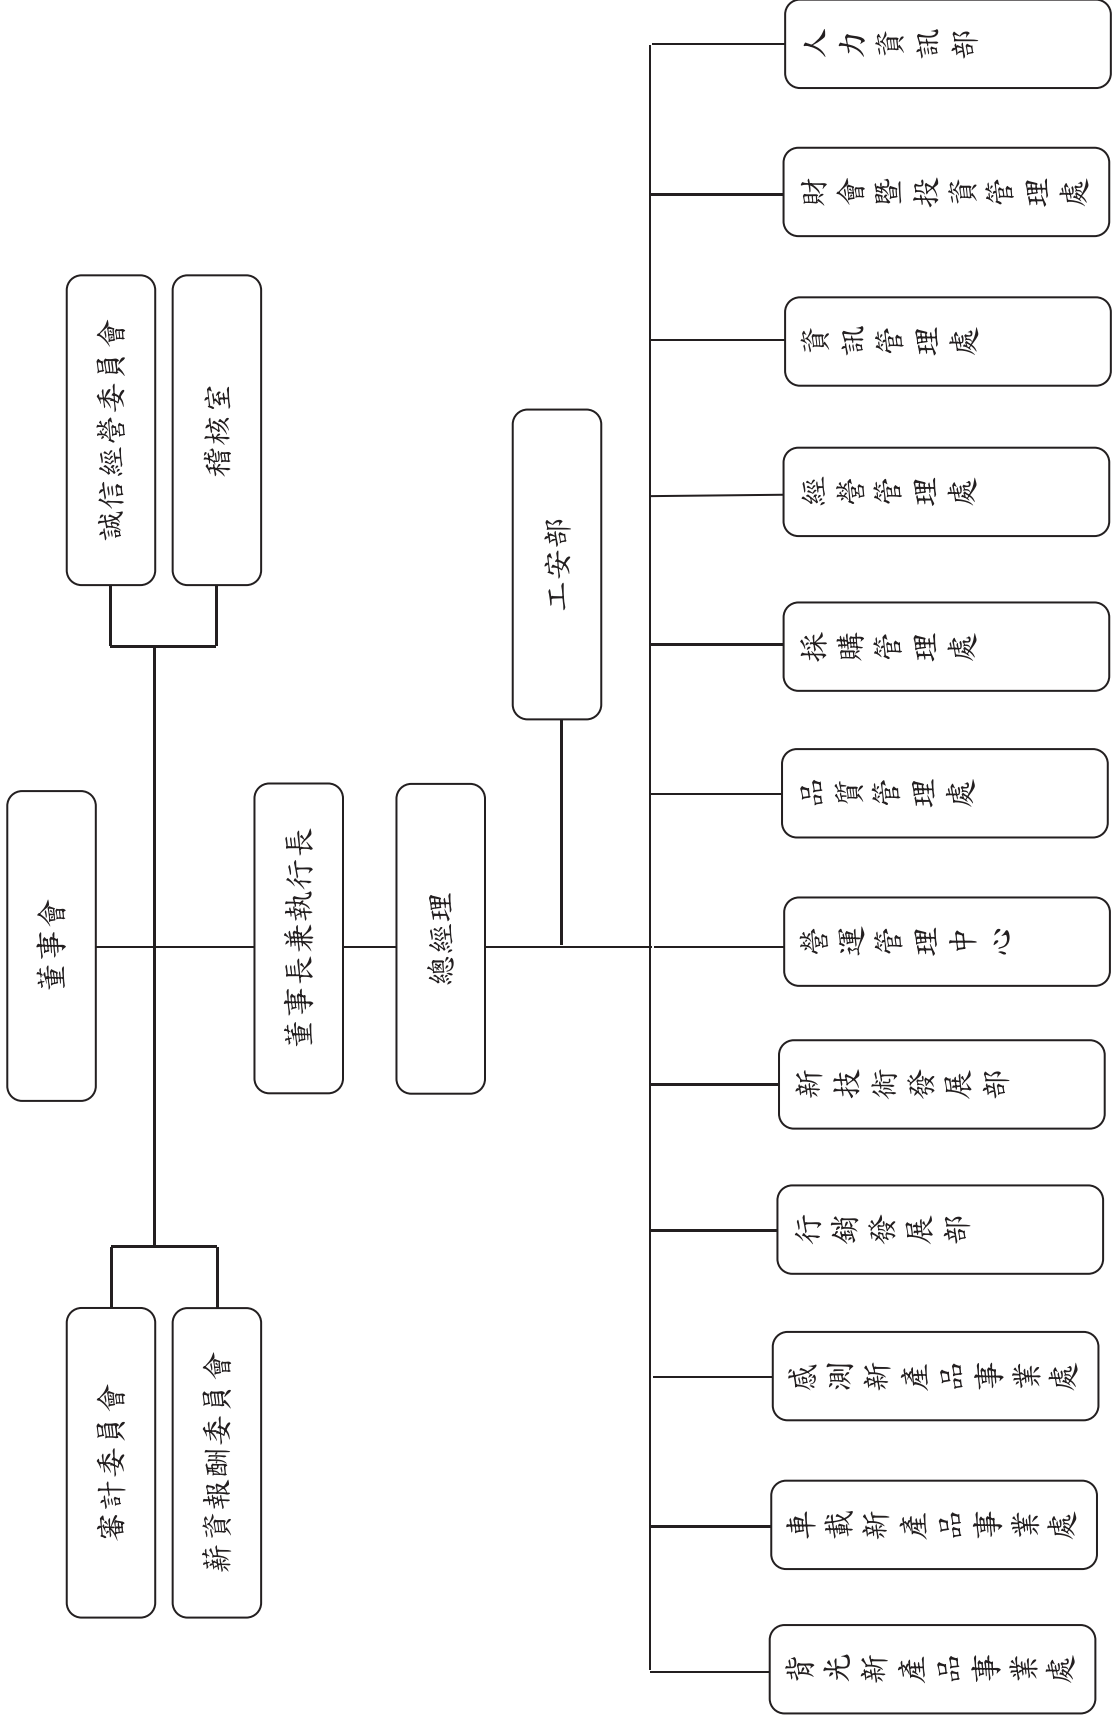 董事會
審計委員會
薪資報酬委員會
誠信經營委員會
稽核室
董事長兼執行長
總經理
工安部
背光新產品事業處
車載新產品事業處
感測新產品事業處
行銷發展部
新技術發展部
營運管理中心
品質管理處
採購管理處
經營管理處
資訊管理處
財會暨投資管理處
人力資訊部